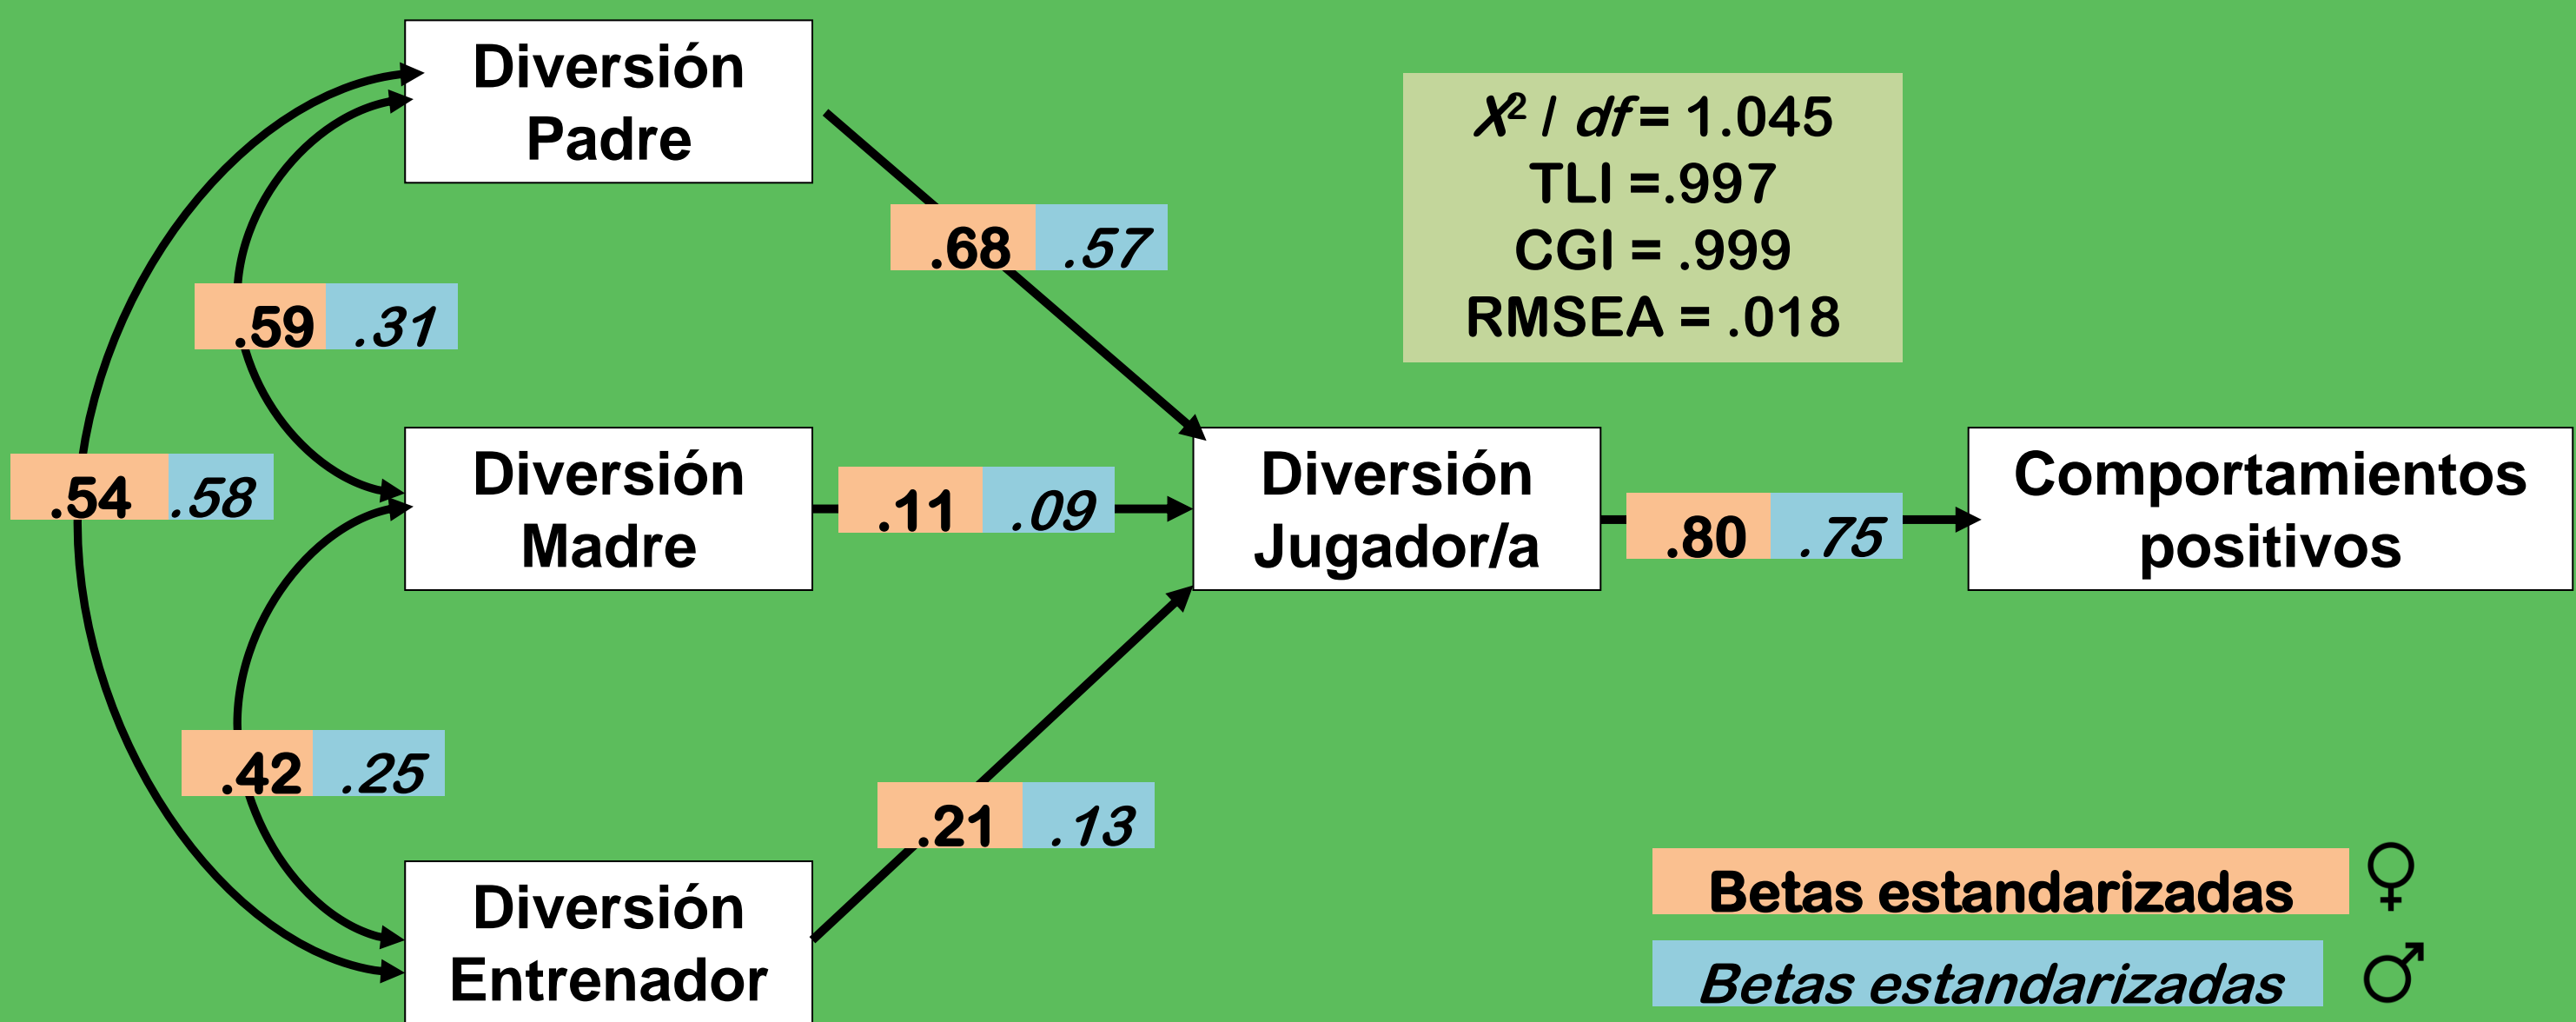 Diversión
Padre
X² / df = 1.045
TLI =.997
CGI = .999
RMSEA = .018
.68 .57
.59 .31
Diversión
Madre
.54 .58
.11 .09
Diversión
Jugador/a
.80 .75
Comportamientos
positivos
.42 .25
.21 .13
Diversión
Entrenador
Betas estandarizadas ♀
Betas estandarizadas ♂